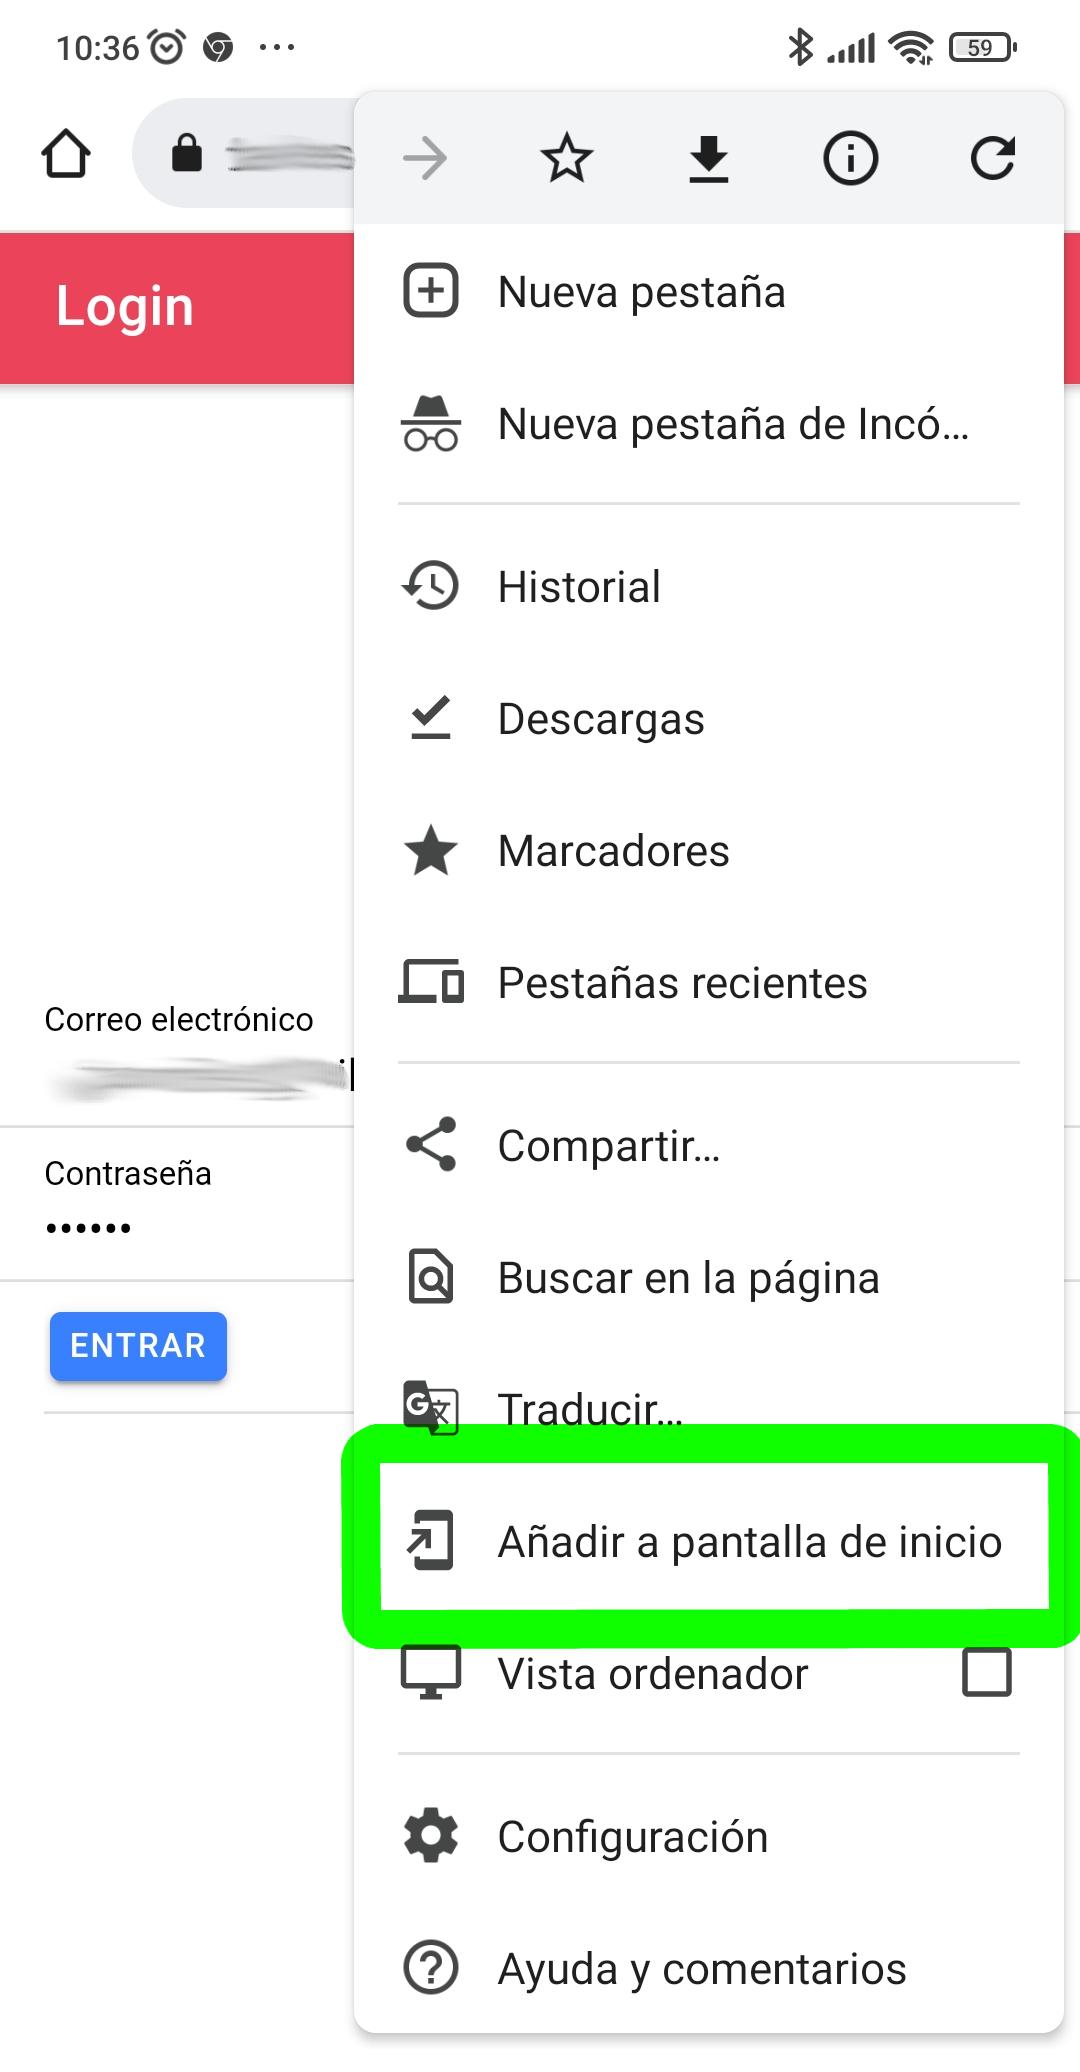 10:36
59
Login
Nueva pestaña
Nueva pestaña de Incó...
Historial
Descargas
Marcadores
Pestañas recientes
Correo electrónico
Contraseña
••••••
ENTRAR
Compartir...
Buscar en la página
Traducir...
Añadir a pantalla de inicio
Vista ordenador
Configuración
Ayuda y comentarios